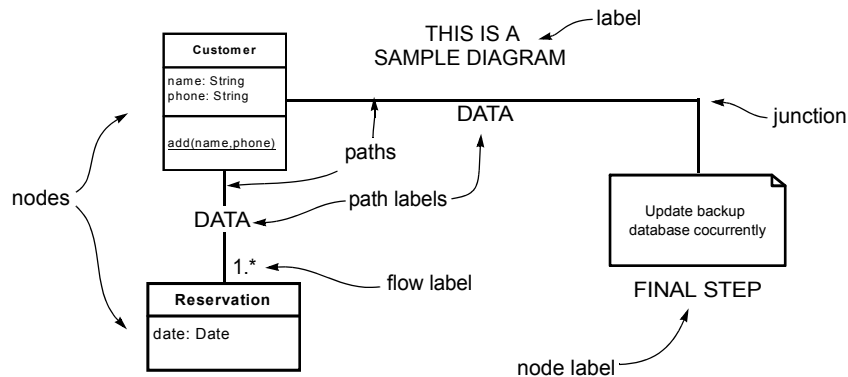 label
THIS IS A
SAMPLE DIAGRAM
Customer
name: String
phone: String
add(name,phone)
DATA
junction
paths
nodes
path labels
DATA
Update backup
database cocurrently
1.*
flow label
FINAL STEP
Reservation
date: Date
node label